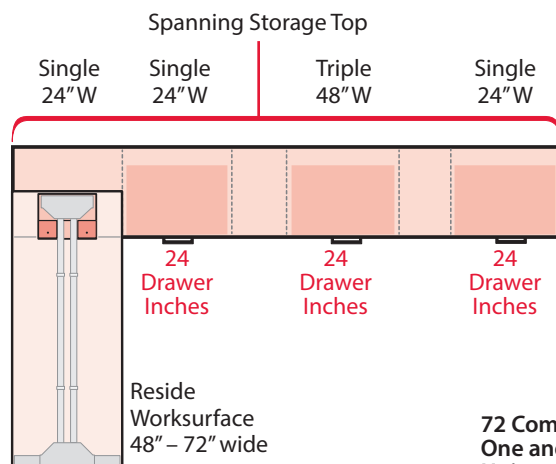 Spanning Storage Top
Single
24" W
Single
24" W
Triple
48" W
Single
24" W
24
Drawer
Inches
24
Drawer
Inches
24
Drawer
Inches
Reside
Worksurface
48" – 72" wide
72 Com
One and